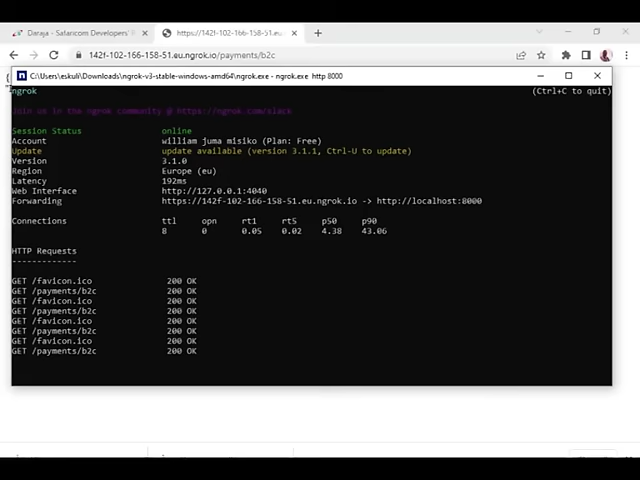 Daraja - Safaricom Developers'
https://142f-102-166-158-51.eu.ng
142f-102-166-158-51.eu.ngrok.io/payments/b2c
C:\Users\eskuli\Downloads\ngrok-v3-stable-windows-amd64\ngrok.exe - ngrok.exe http 8000
ngrok (Ctrl+C to quit)
Join us in the ngrok community @ https://ngrok.com/slack
Session Status online
Account william juma misiko (Plan: Free)
Update update available (version 3.1.1, Ctrl-U to update)
Version 3.1.0
Region Europe (eu)
Latency 192ms
Web Interface http://127.0.0.1:4040
Forwarding https://142f-102-166-158-51.eu.ngrok.io -> http://localhost:8000
Connections ttl opn rt1 rt5 p50 p90
8 0 0.05 0.02 4.38 43.06
HTTP Requests
-------------
GET /favicon.ico 200 OK
GET /payments/b2c 200 OK
GET /payments/b2c 200 OK
GET /payments/b2c 200 OK
GET /favicon.ico 200 OK
GET /payments/b2c 200 OK
GET /favicon.ico 200 OK
GET /payments/b2c 200 OK